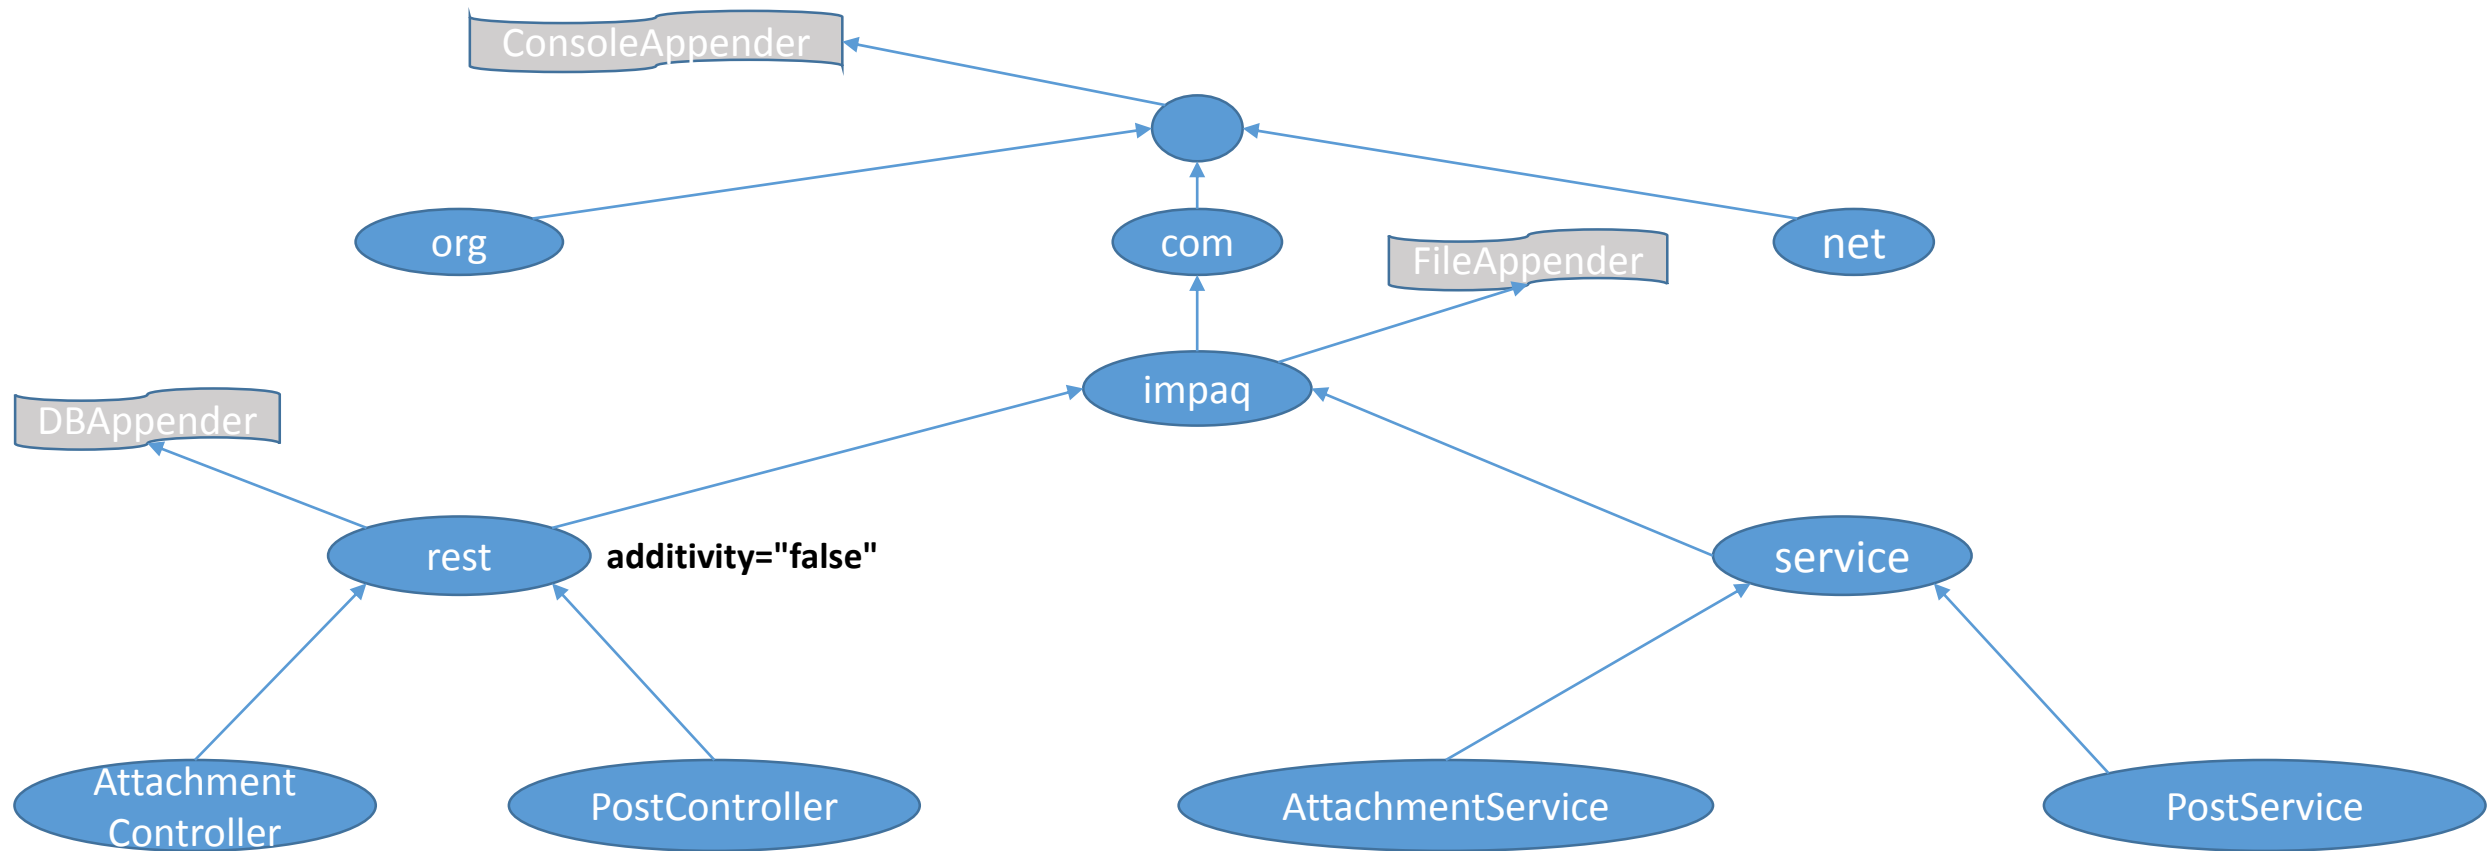 ConsoleAppender
org
com
FileAppender
net
impaq
DBAppender
rest
additivity="false"
service
Attachment
Controller
PostController
AttachmentService
PostService